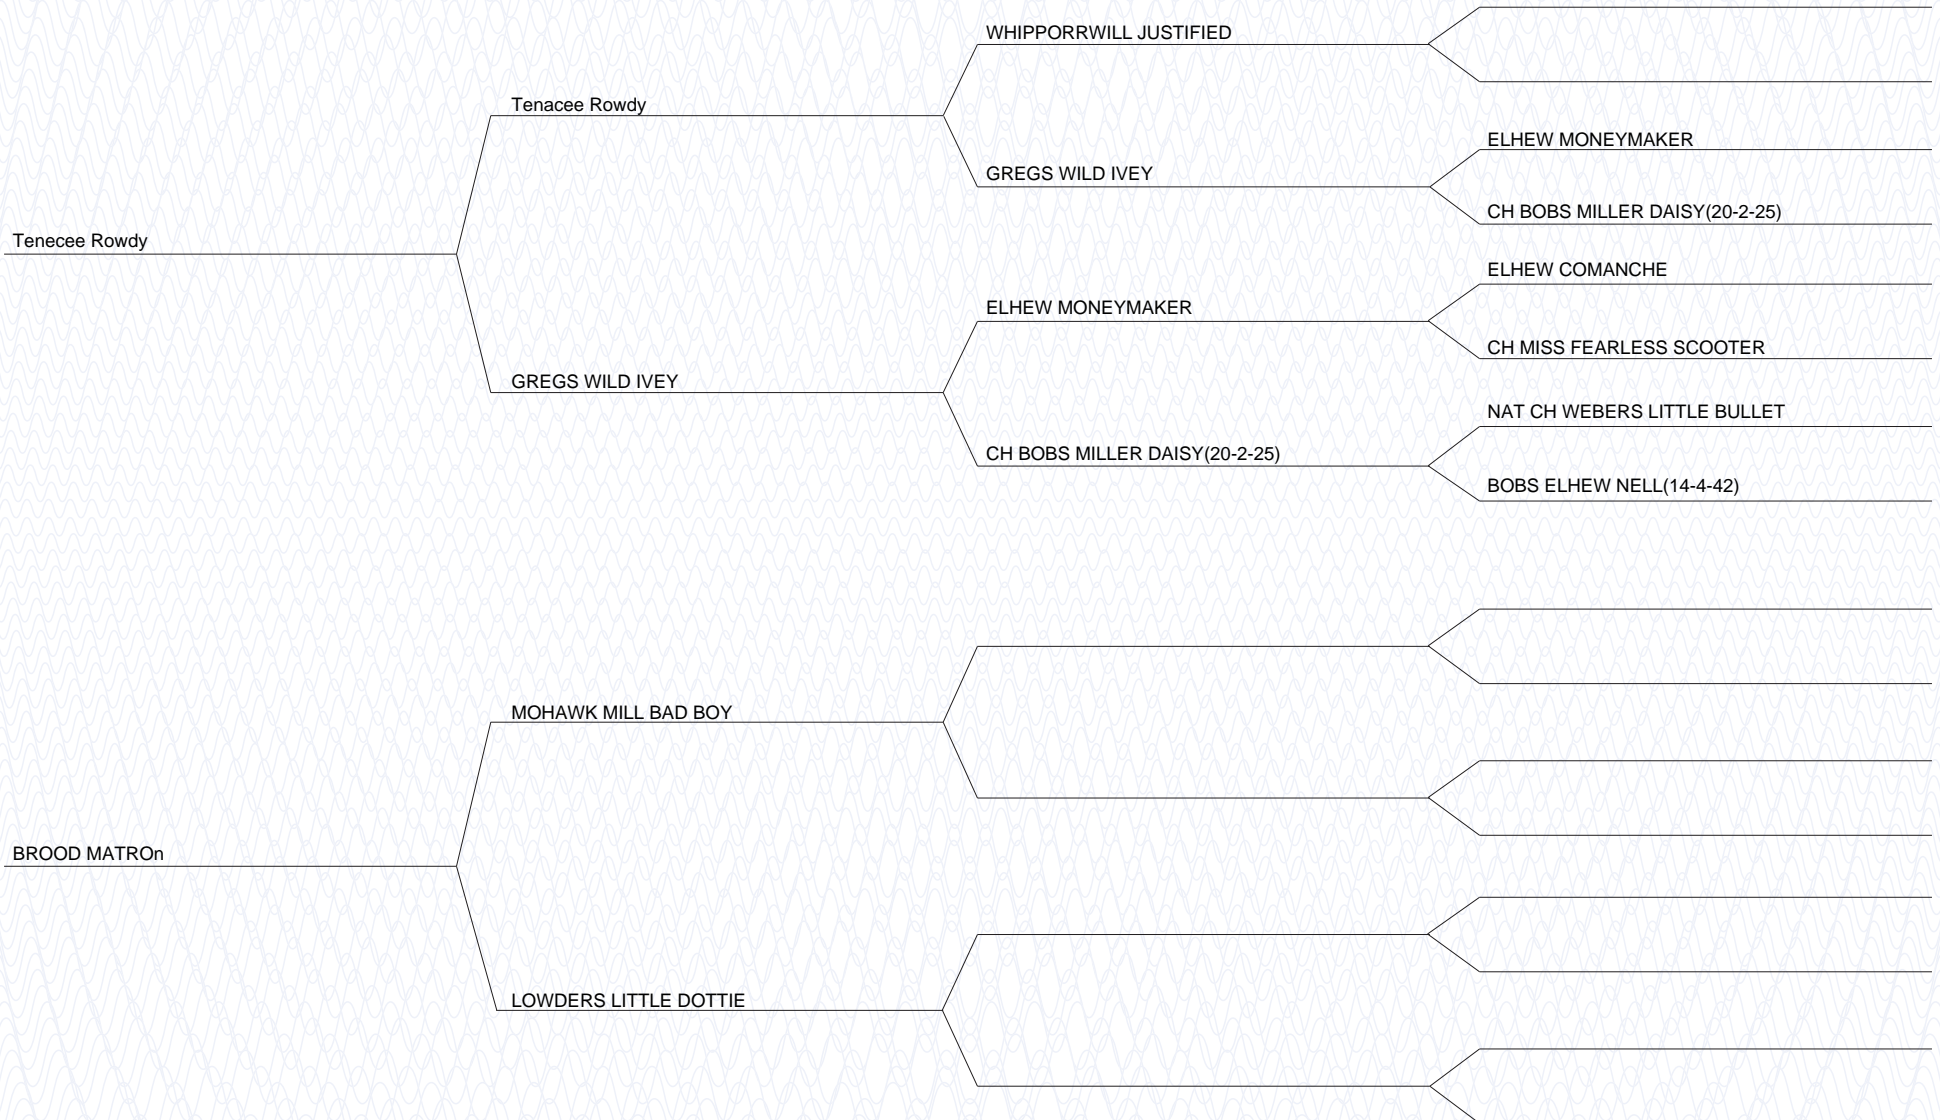 WHIPPORRWILL JUSTIFIED
Tenacee Rowdy
ELHEW MONEYMAKER
GREGS WILD IVEY
CH BOBS MILLER DAISY(20-2-25)
Tenecee Rowdy
ELHEW COMANCHE
ELHEW MONEYMAKER
CH MISS FEARLESS SCOOTER
GREGS WILD IVEY
NAT CH WEBERS LITTLE BULLET
CH BOBS MILLER DAISY(20-2-25)
BOBS ELHEW NELL(14-4-42)
MOHAWK MILL BAD BOY
BROOD MATROn
LOWDERS LITTLE DOTTIE